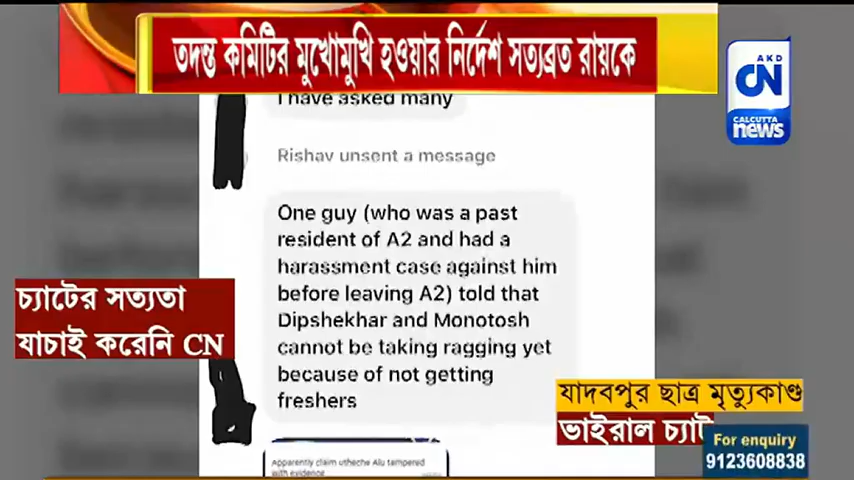 তদন্ত কমিটির মুখোমুখি হওয়ার নির্দেশ সত্যব্রত রায়কে
AKD
CN
CALCUTTA
news
I have asked many
Rishav unsent a message
One guy (who was a past
resident of A2 and had a
harassment case against him
before leaving A2) told that
Dipshekhar and Monotosh
cannot be taking ragging yet
because of not getting
freshers
চ্যাটের সত্যতা
যাচাই করেনি CN
যাদবপুর ছাত্র মৃত্যুকাণ্ড
ভাইরাল চ্যাট
For enquiry
9123608838
Apparently claim utheche Alu tampered
with evidence